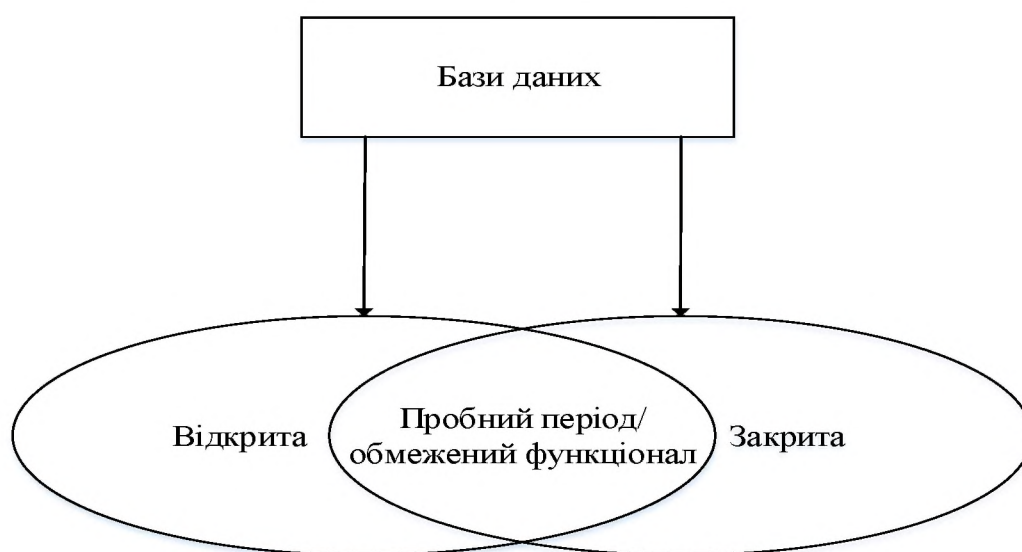 Бази даних
Відкрита
Пробний період/
обмежений функціонал
Закрита